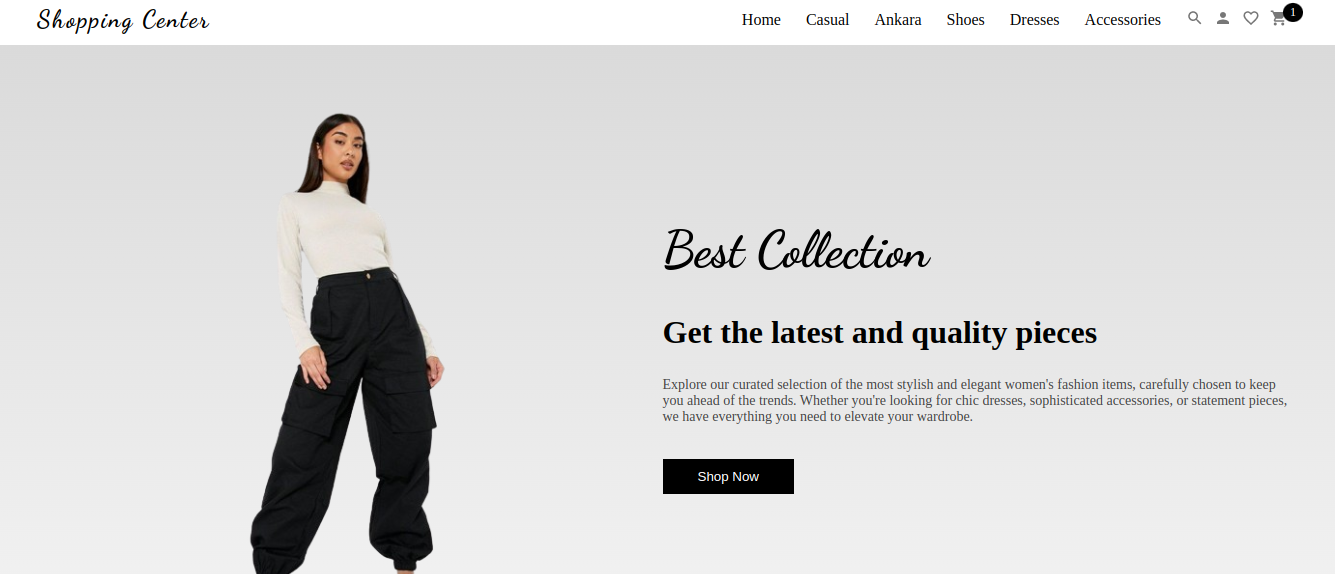 Shopping Center
Home Casual Ankara Shoes Dresses Accessories 1
Best Collection
Get the latest and quality pieces
Explore our curated selection of the most stylish and elegant women's fashion items, carefully chosen to keep
you ahead of the trends. Whether you're looking for chic dresses, sophisticated accessories, or statement pieces,
we have everything you need to elevate your wardrobe.
Shop Now